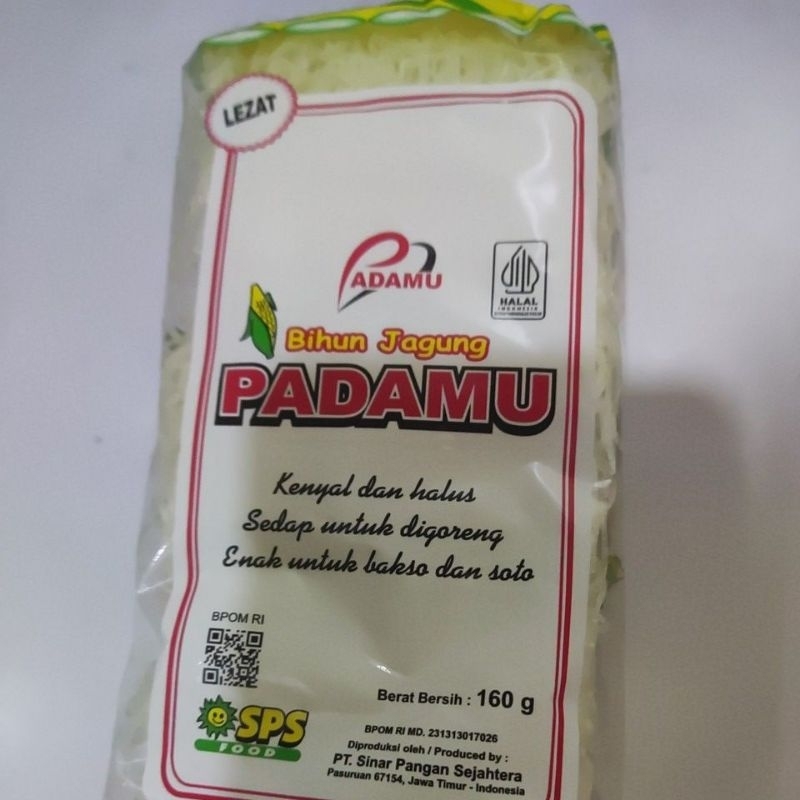 LEZAT
PADAMU
HALAL
INDONESIA
Bihun Jagung
PADAMU
Kenyal dan halus
Sedap untuk digoreng
Enak untuk bakso dan soto
BPOM RI
Berat Bersih : 160 g
SPS
FOOD
BPOM RI MD. 231313017026
Diproduksi oleh / Produced by :
PT. Sinar Pangan Sejahtera
Pasuruan 67154, Jawa Timur - Indonesia